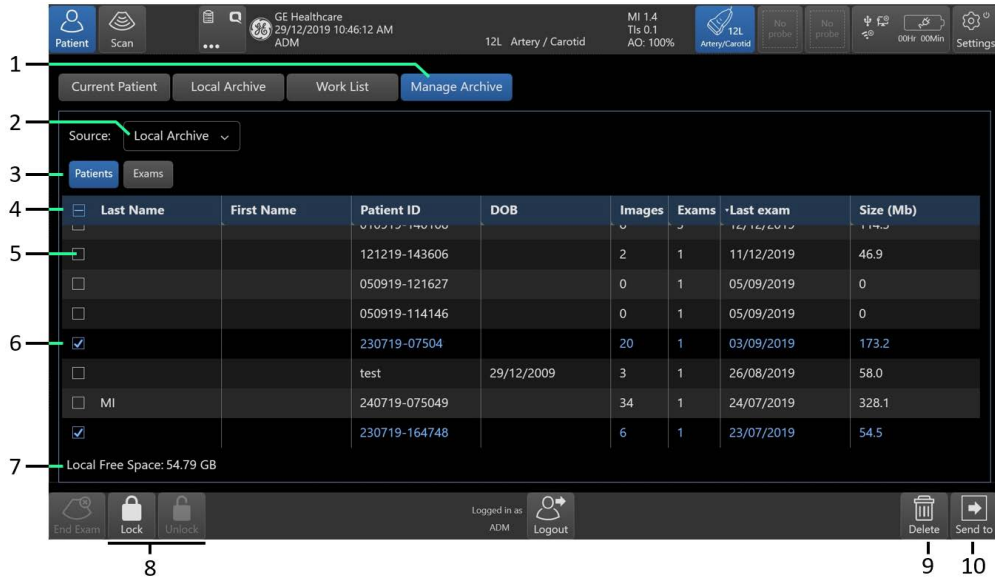 GE Healthcare
29/12/2019 10:46:12 AM
ADM
12L Artery / Carotid
MI 1.4
TIs 0.1
AO: 100%
12L
Artery/Carotid
No probe
No probe
00Hr 00Min
Patient
Scan
Settings
1
Current Patient Local Archive Work List Manage Archive
2
Source: Local Archive
3
Patients Exams
4
Last Name First Name Patient ID DOB Images Exams Last exam Size (Mb)
5
121219-143606 2 1 11/12/2019 46.9
050919-121627 0 1 05/09/2019 0
050919-114146 0 1 05/09/2019 0
6
230719-07504 20 1 03/09/2019 173.2
test 29/12/2009 3 1 26/08/2019 58.0
MI 240719-075049 34 1 24/07/2019 328.1
230719-164748 6 1 23/07/2019 54.5
7
Local Free Space: 54.79 GB
End Exam Lock Unlock
Logged in as
ADM
Logout
Delete Send to
8 9 10